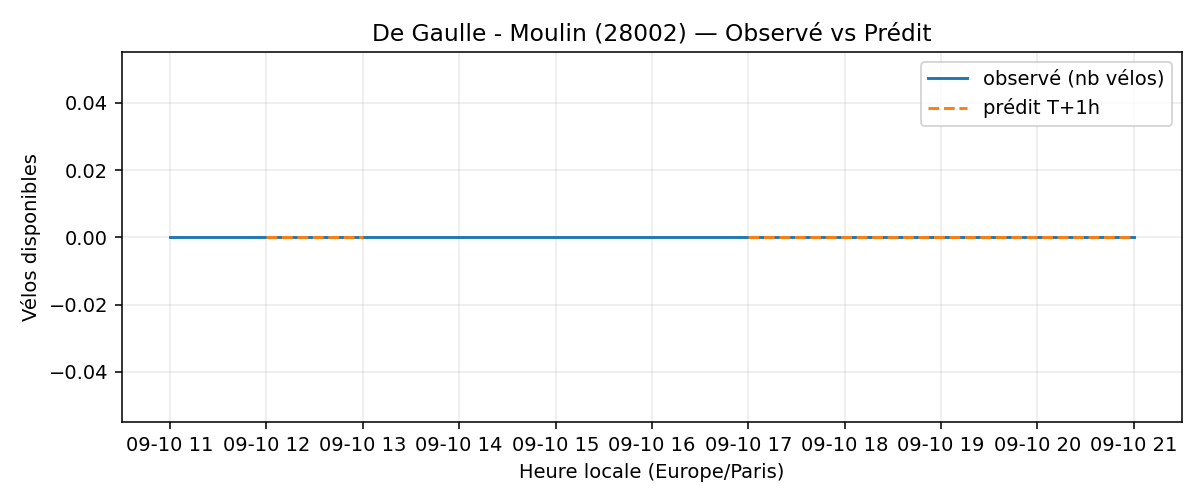 De Gaulle - Moulin (28002) — Observé vs Prédit
observé (nb vélos)
prédit T+1h
Vélos disponibles
0.04
0.02
0.00
−0.02
−0.04
09-10 11 09-10 12 09-10 13 09-10 14 09-10 15 09-10 16 09-10 17 09-10 18 09-10 19 09-10 20 09-10 21
Heure locale (Europe/Paris)